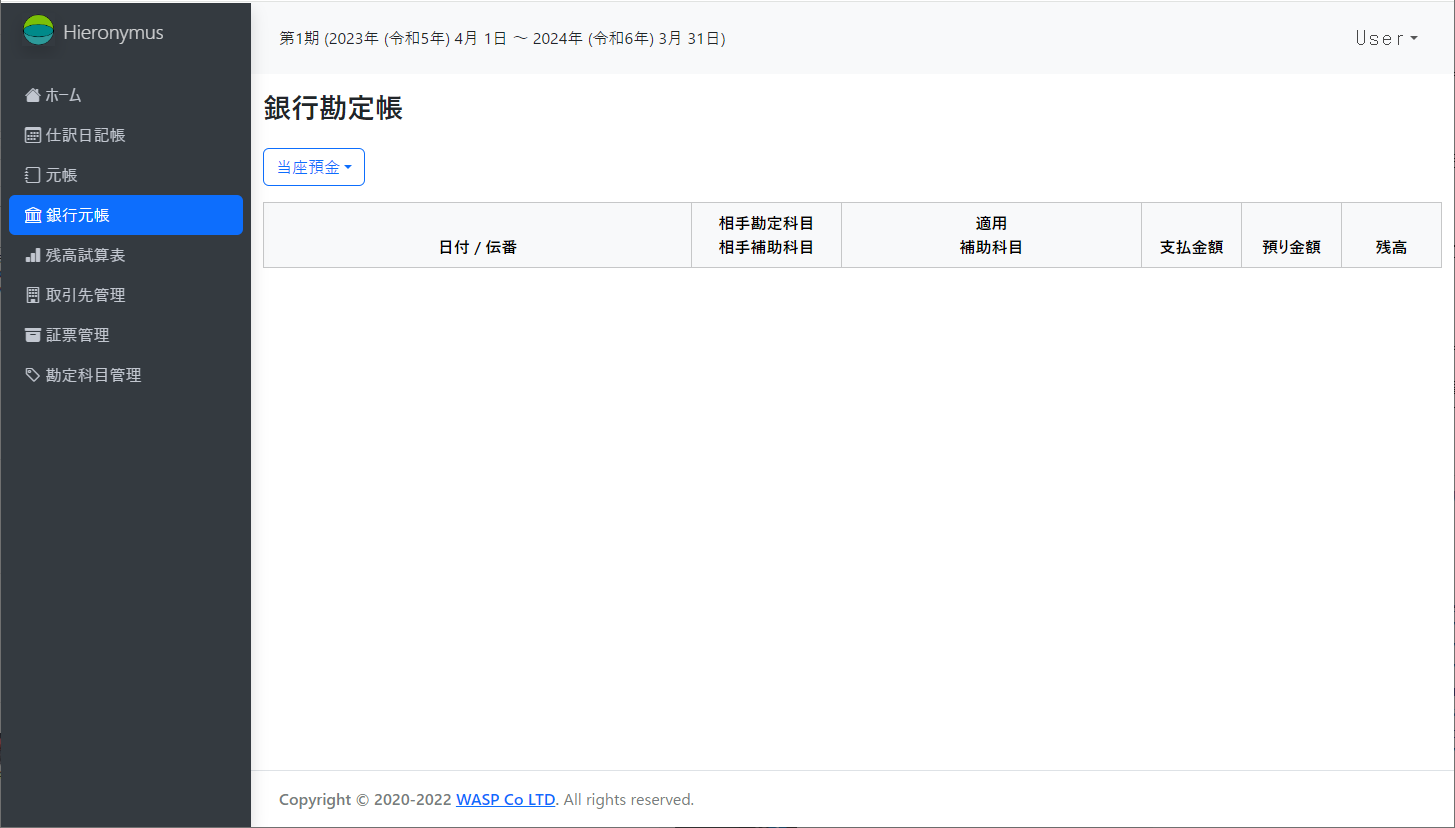 Hieronymus
第1期 (2023年 (令和5年) 4月 1日 ～ 2024年 (令和6年) 3月 31日)
User
ホーム
仕訳日記帳
元帳
銀行元帳
残高試算表
取引先管理
証票管理
勘定科目管理
銀行勘定帳
当座預金
日付 / 伝番
相手勘定科目
相手補助科目
適用
補助科目
支払金額
預り金額
残高
Copyright © 2020-2022 WASP Co LTD. All rights reserved.